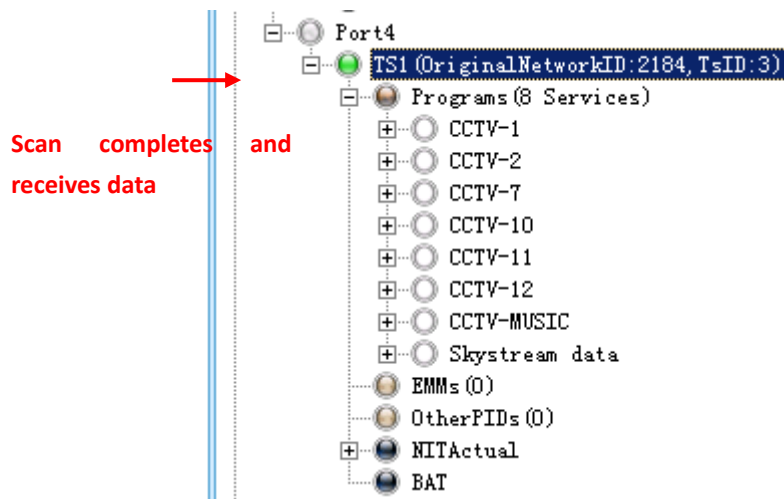 Port4
TS1(OriginalNetworkID:2184,TsID:3)
Programs(8 Services)
CCTV-1
CCTV-2
CCTV-7
CCTV-10
CCTV-11
CCTV-12
CCTV-MUSIC
Skystream data
EMMs(0)
OtherPIDs(0)
NITActual
BAT
Scan completes and
receives data